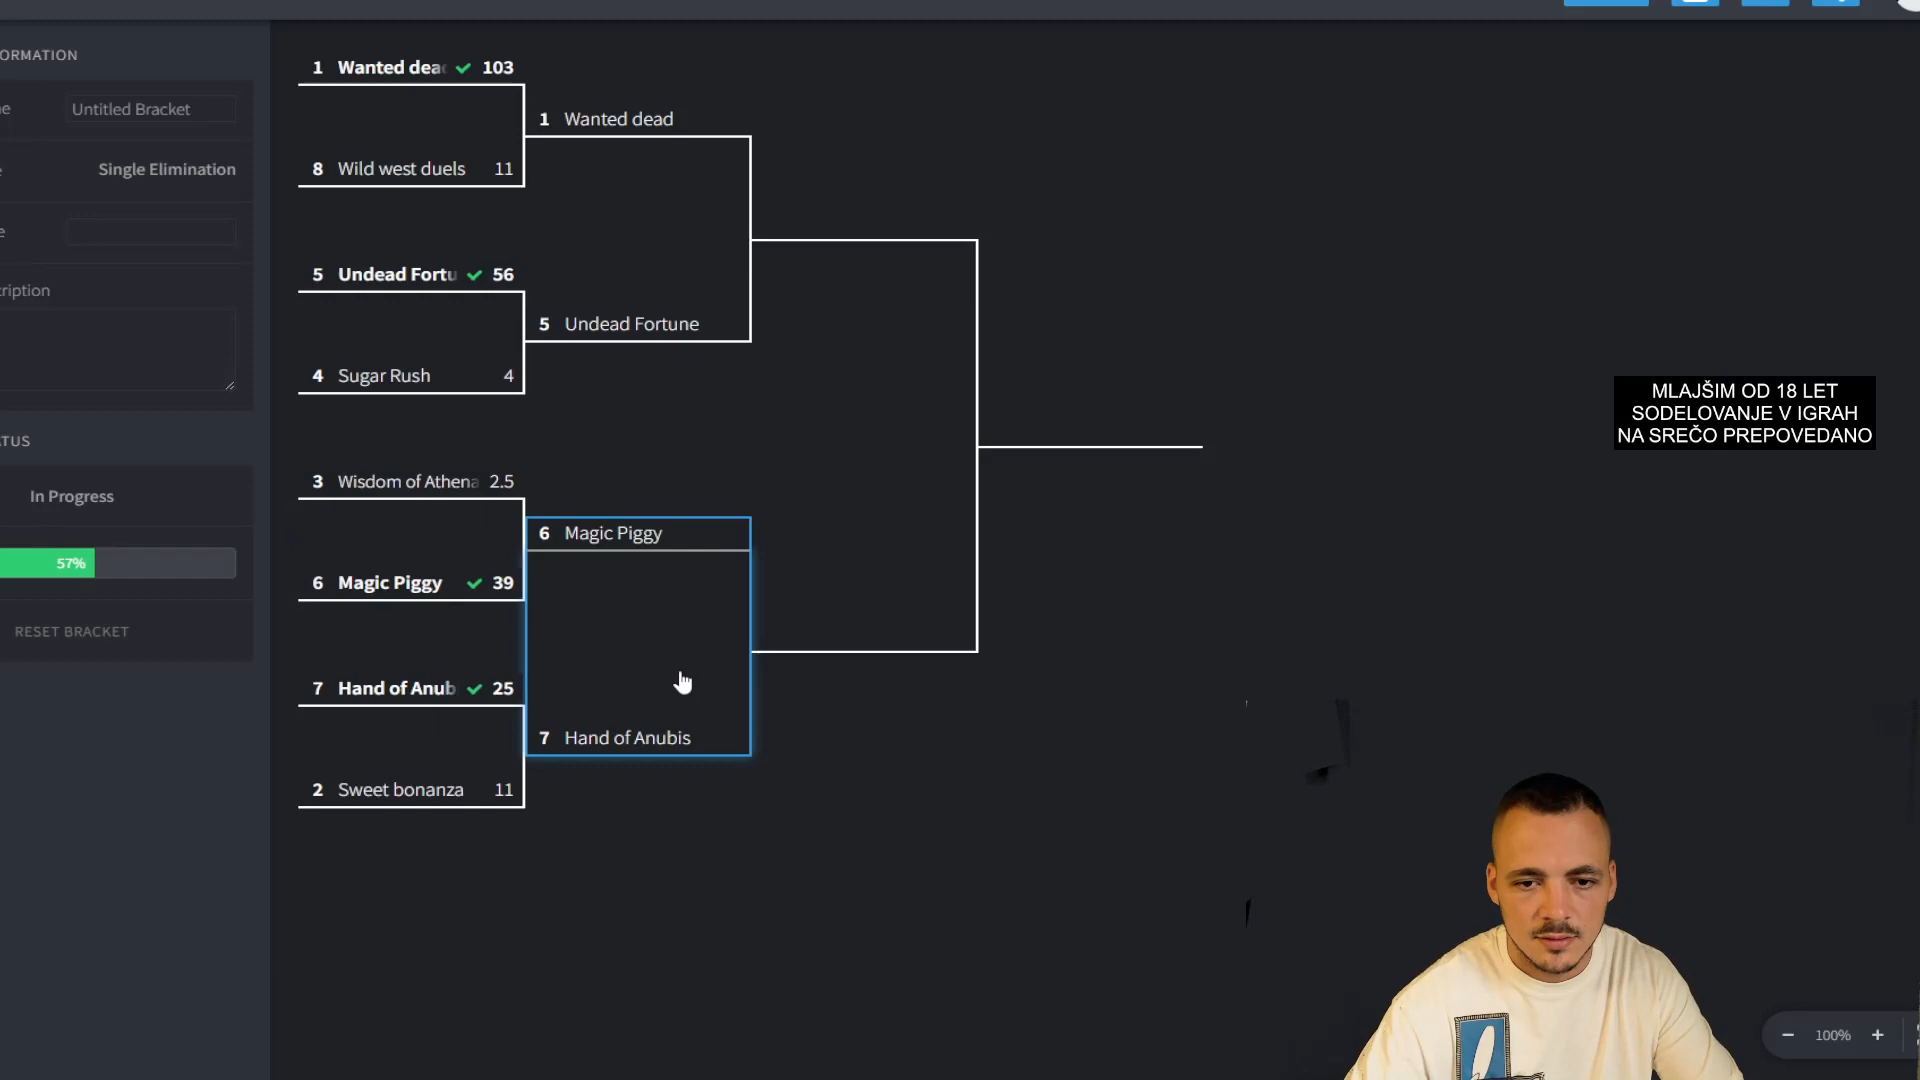 ORMATION
Untitled Bracket
Single Elimination
ription
TUS
In Progress
57%
RESET BRACKET
1 Wanted dea 103
8 Wild west duels 11
5 Undead Fortu 56
4 Sugar Rush 4
3 Wisdom of Athena 2.5
6 Magic Piggy 39
7 Hand of Anub 25
2 Sweet bonanza 11
1 Wanted dead
5 Undead Fortune
6 Magic Piggy
7 Hand of Anubis
MLAJŠIM OD 18 LET
SODELOVANJE V IGRAH
NA SREČO PREPOVEDANO
− 100% +